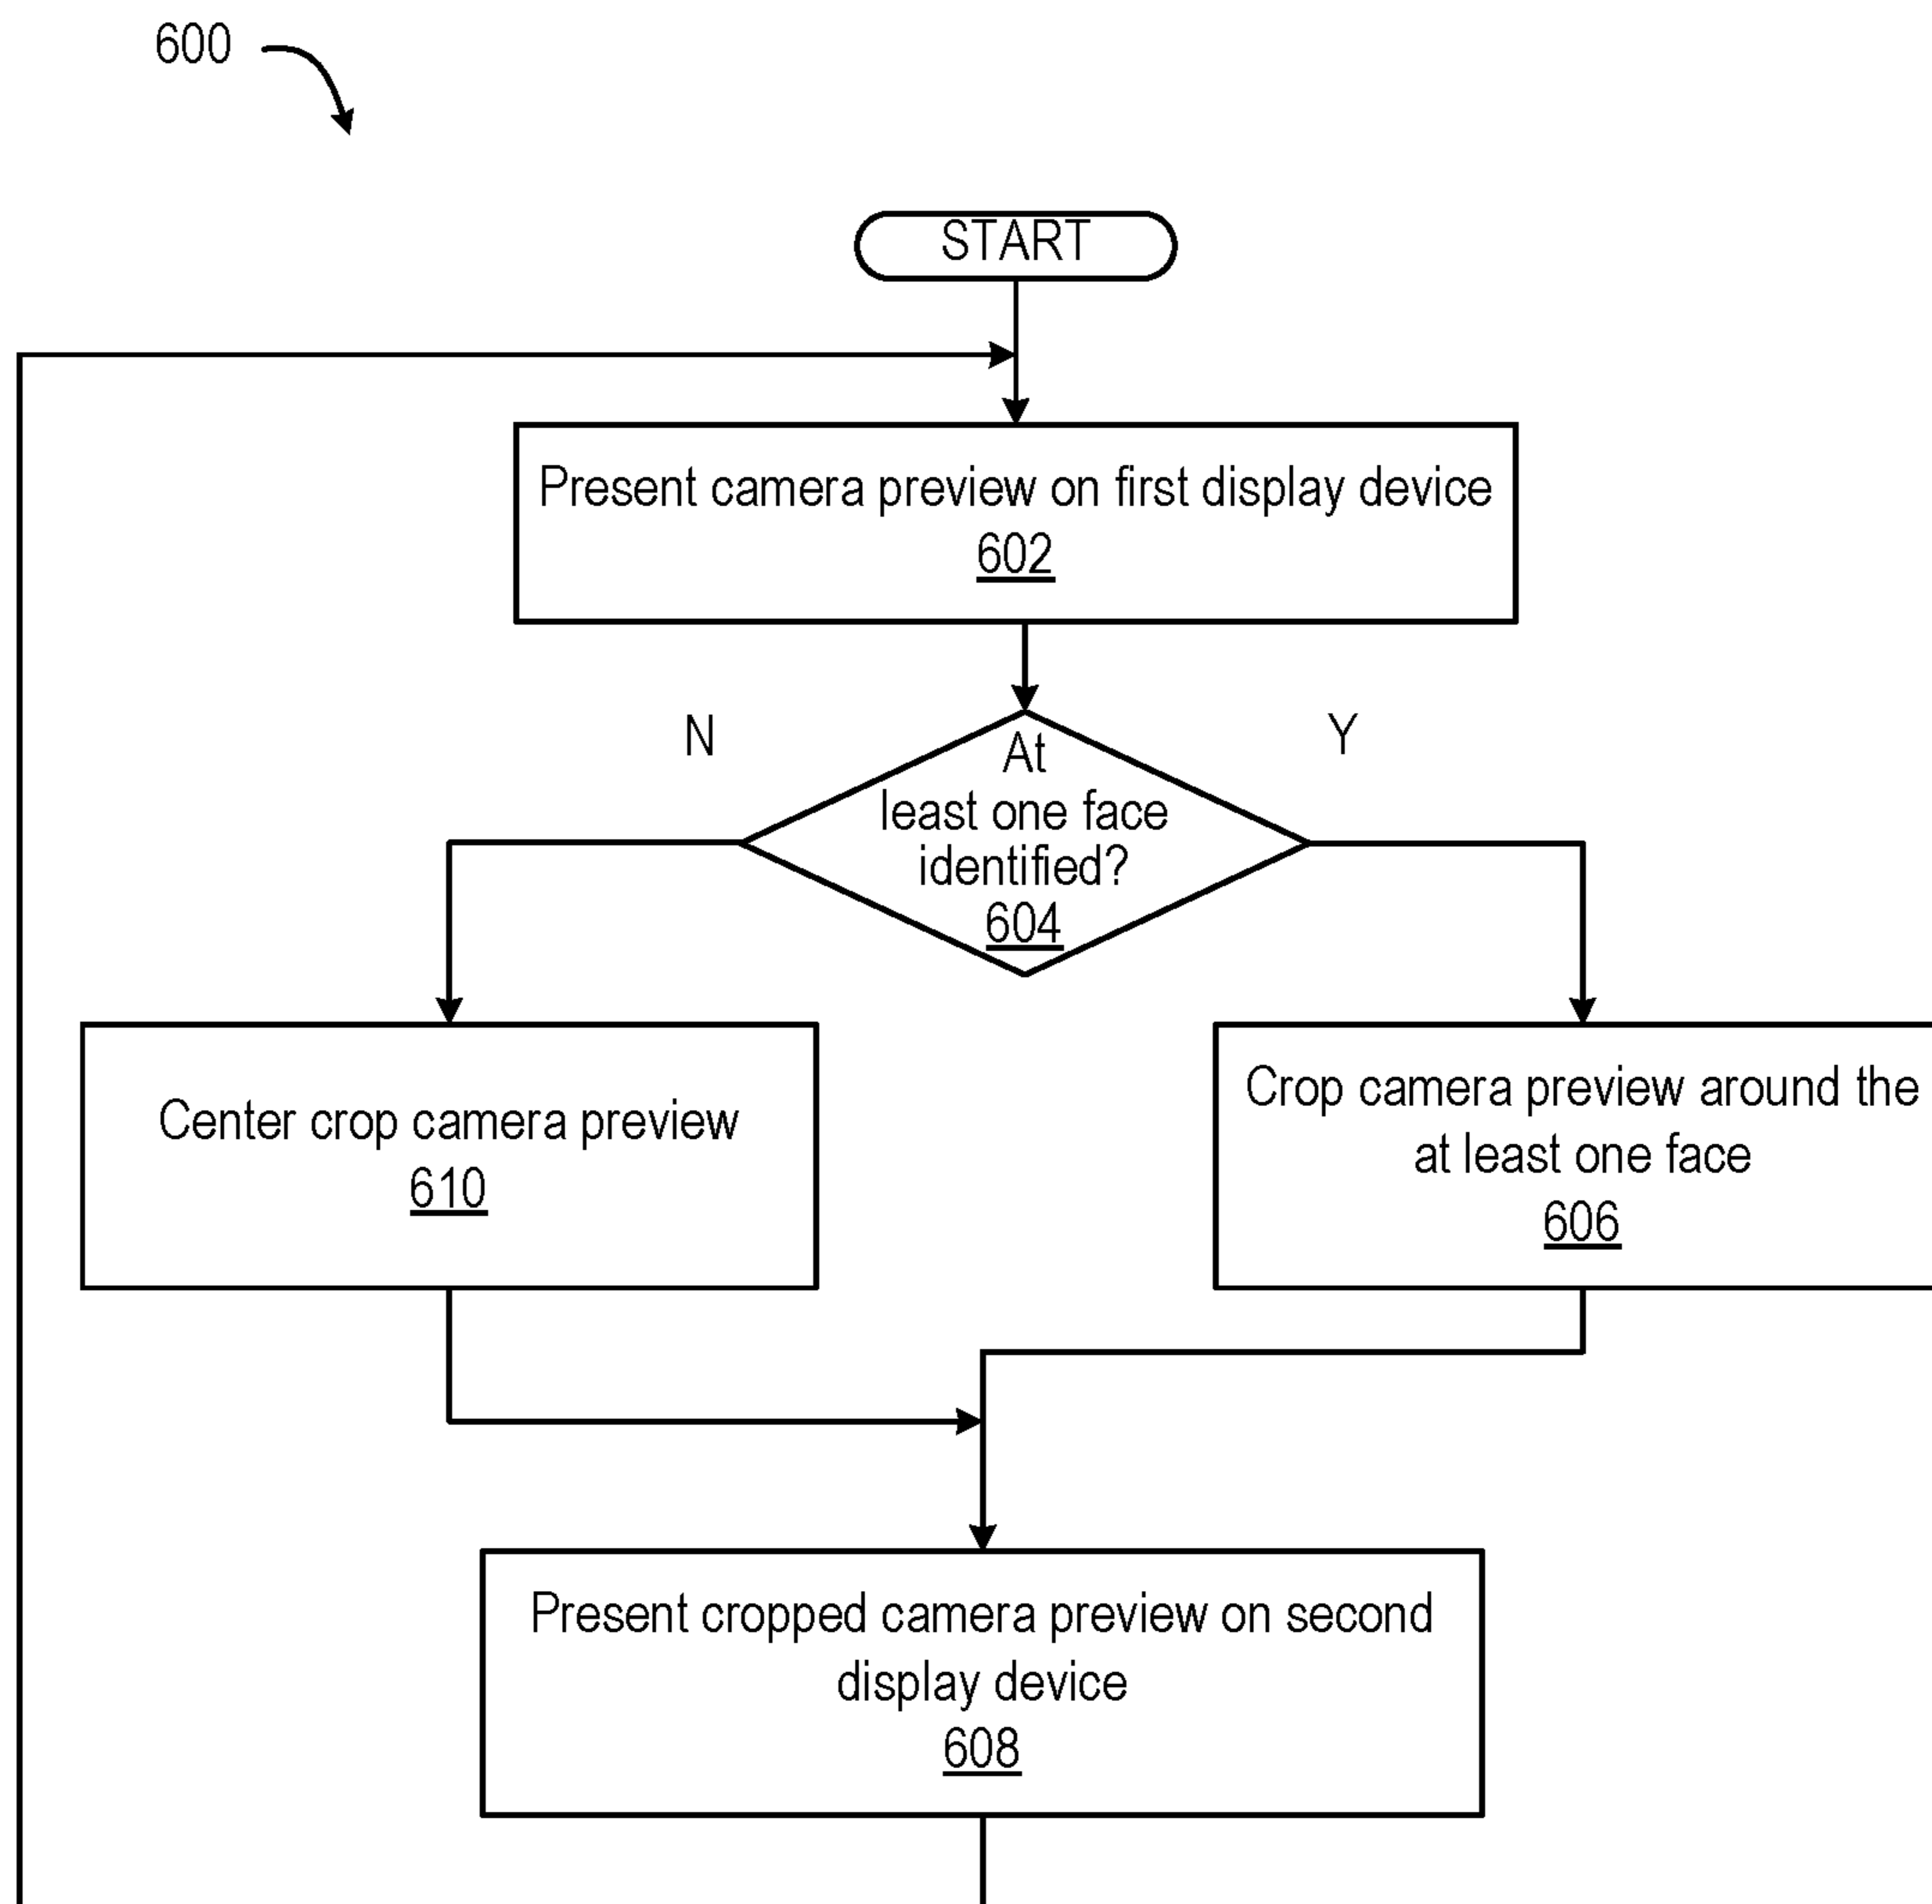 600
START
Present camera preview on first display device
602
N
Y
At
least one face
identified?
604
Center crop camera preview
610
Crop camera preview around the
at least one face
606
Present cropped camera preview on second
display device
608